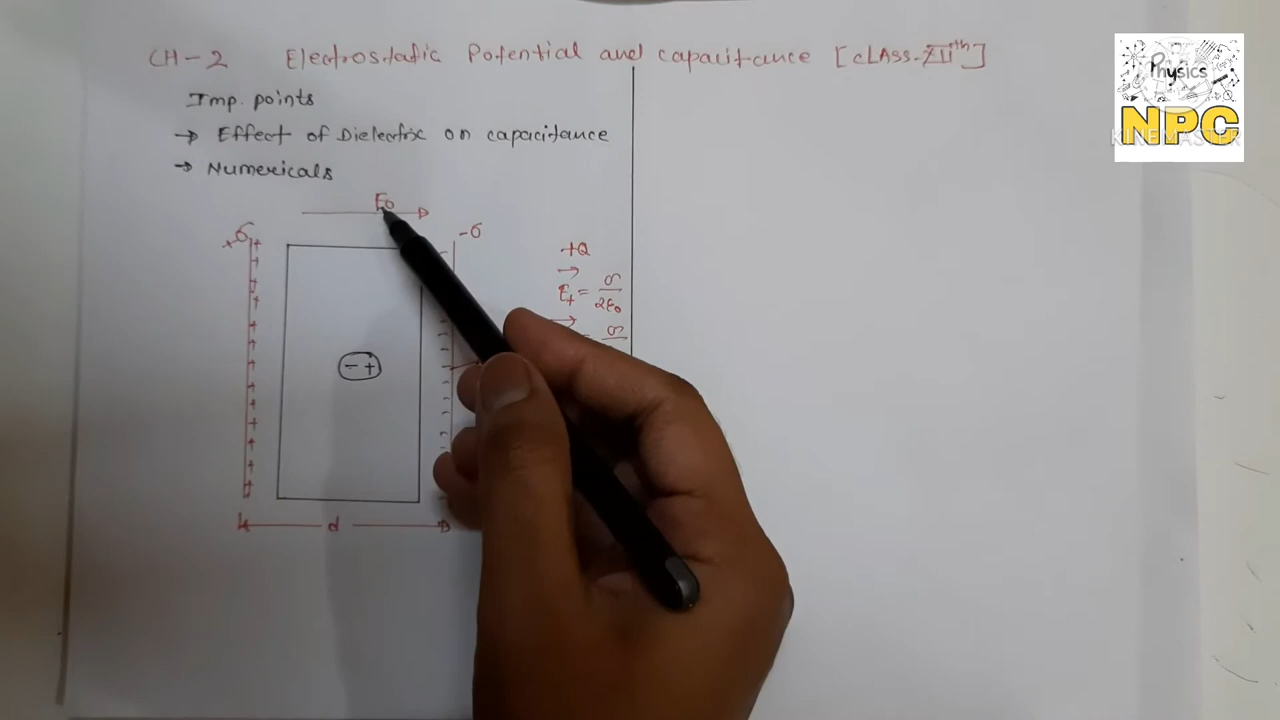 CH-2 Electrostatic Potential and capacitance [CLASS-XIIth]
Imp. points
→ Effect of Dielectric on capacitance
→ Numericals
E₀
+σ
-σ
- +
d
+Q
E₊ = σ/2ε₀
σ
Physics
NPC
KINEMASTER